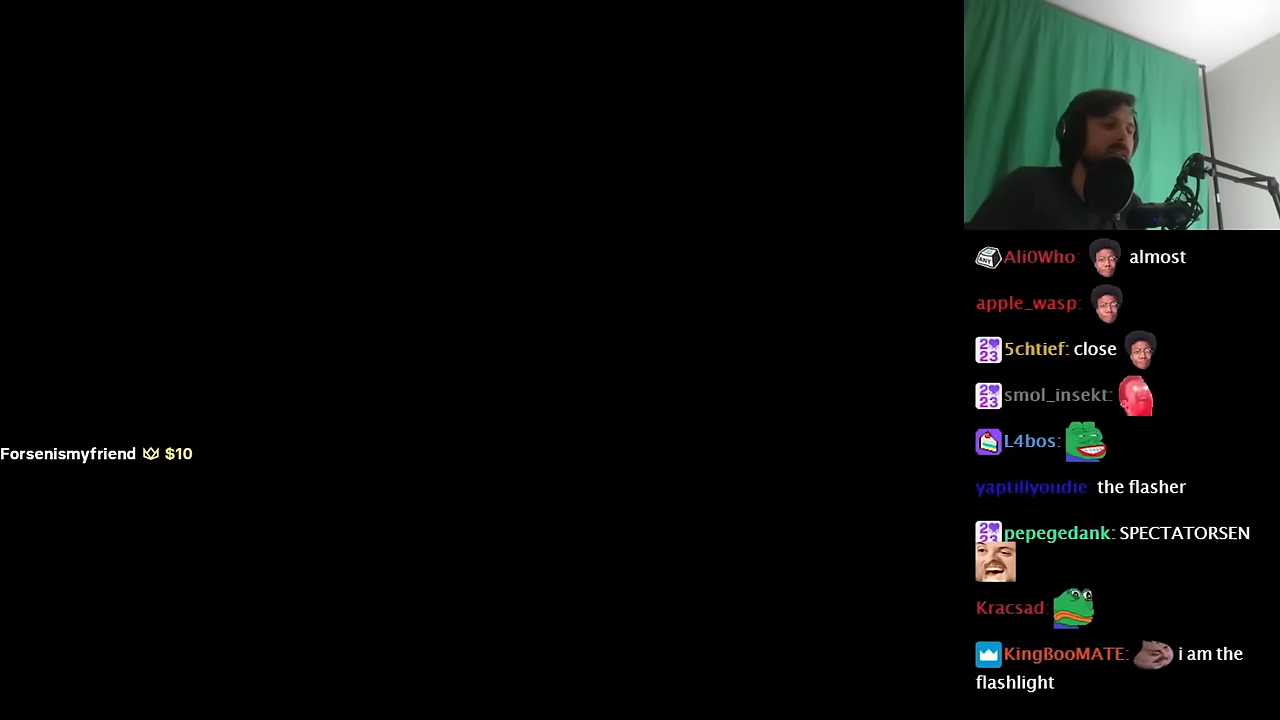 Ali0Who: almost
apple_wasp:
5chtief: close
smol_insekt:
Forsenismyfriend $10
L4bos:
yaptillyoudie the flasher
pepegedank: SPECTATORSEN
Kracsad:
KingBooMATE: i am the
flashlight